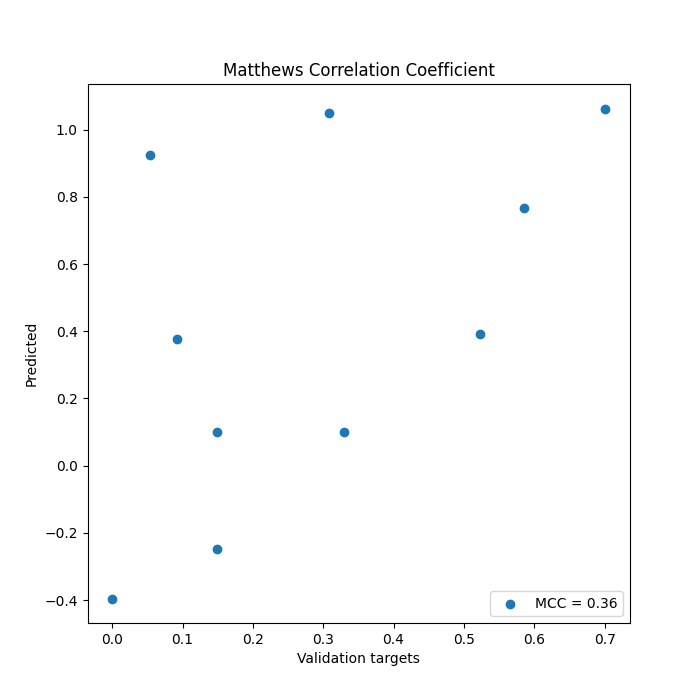 Matthews Correlation Coefficient
1.0
0.8
0.6
0.4
0.2
0.0
−0.2
−0.4
Predicted
MCC = 0.36
0.0 0.1 0.2 0.3 0.4 0.5 0.6 0.7
Validation targets